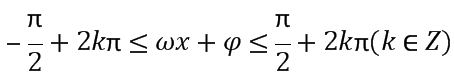 −π/2 + 2kπ ≤ ωx + φ ≤ π/2 + 2kπ(k ∈ Z)